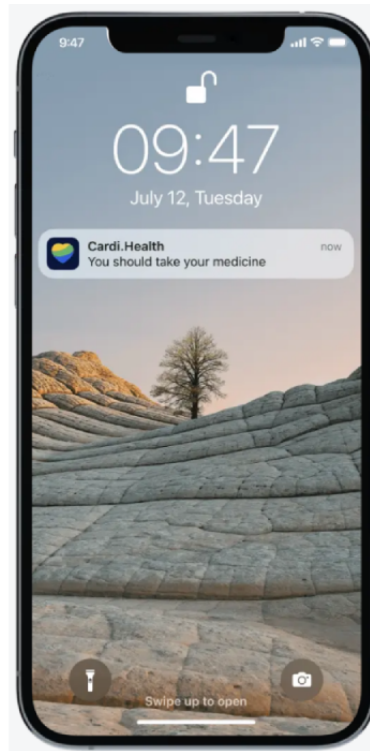 9:47
09:47
July 12, Tuesday
Cardi.Health
now
You should take your medicine
Swipe up to open